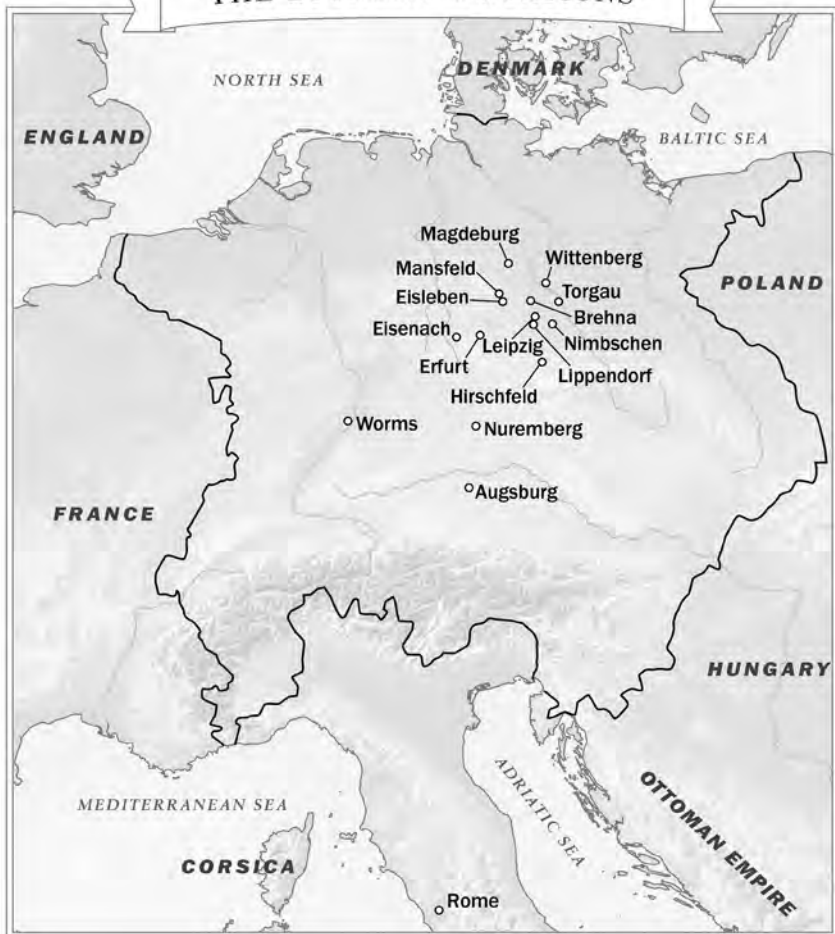 NORTH SEA
DENMARK
ENGLAND
BALTIC SEA
Magdeburg
Wittenberg
Mansfeld
POLAND
Eisleben
Torgau
Brehna
Eisenach
Leipzig
Nimbschen
Erfurt
Lippendorf
Hirschfeld
Worms
Nuremberg
Augsburg
FRANCE
HUNGARY
ADRIATIC SEA
OTTOMAN EMPIRE
MEDITERRANEAN SEA
CORSICA
Rome